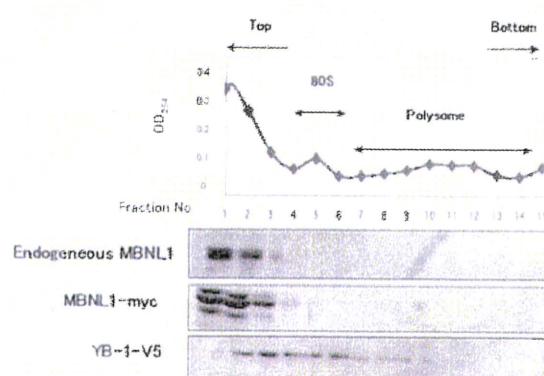 Top Bottom
0.4
80S
0.3
Polysome
0.2
OD254
0.1
0
Fraction No 1 2 3 4 5 6 7 8 9 10 11 12 13 14 15
Endogeneous MBNL1
MBNL1-myc
YB-1-V5